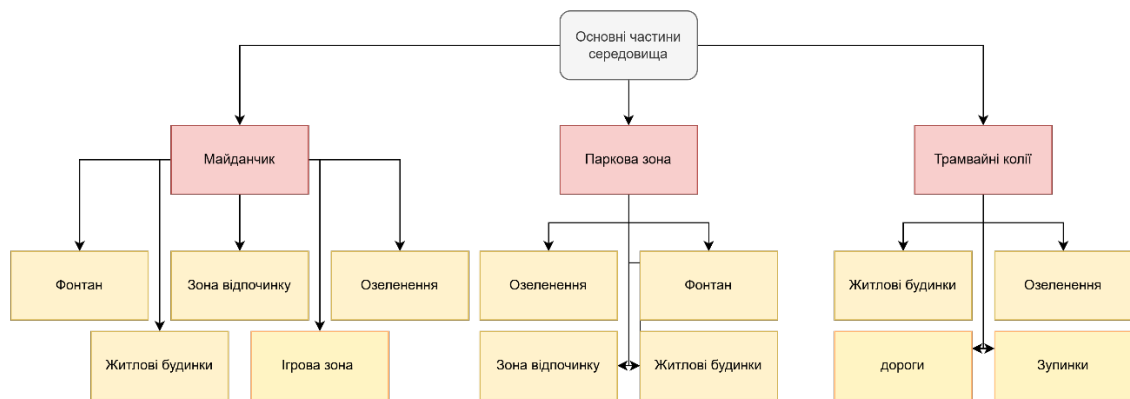 Основні частини
середовища
Майданчик
Паркова зона
Трамвайні колії
Фонтан
Зона відпочинку
Озеленення
Озеленення
Фонтан
Житлові будинки
Озеленення
Житлові будинки
Ігрова зона
Зона відпочинку
Житлові будинки
дороги
Зупинки